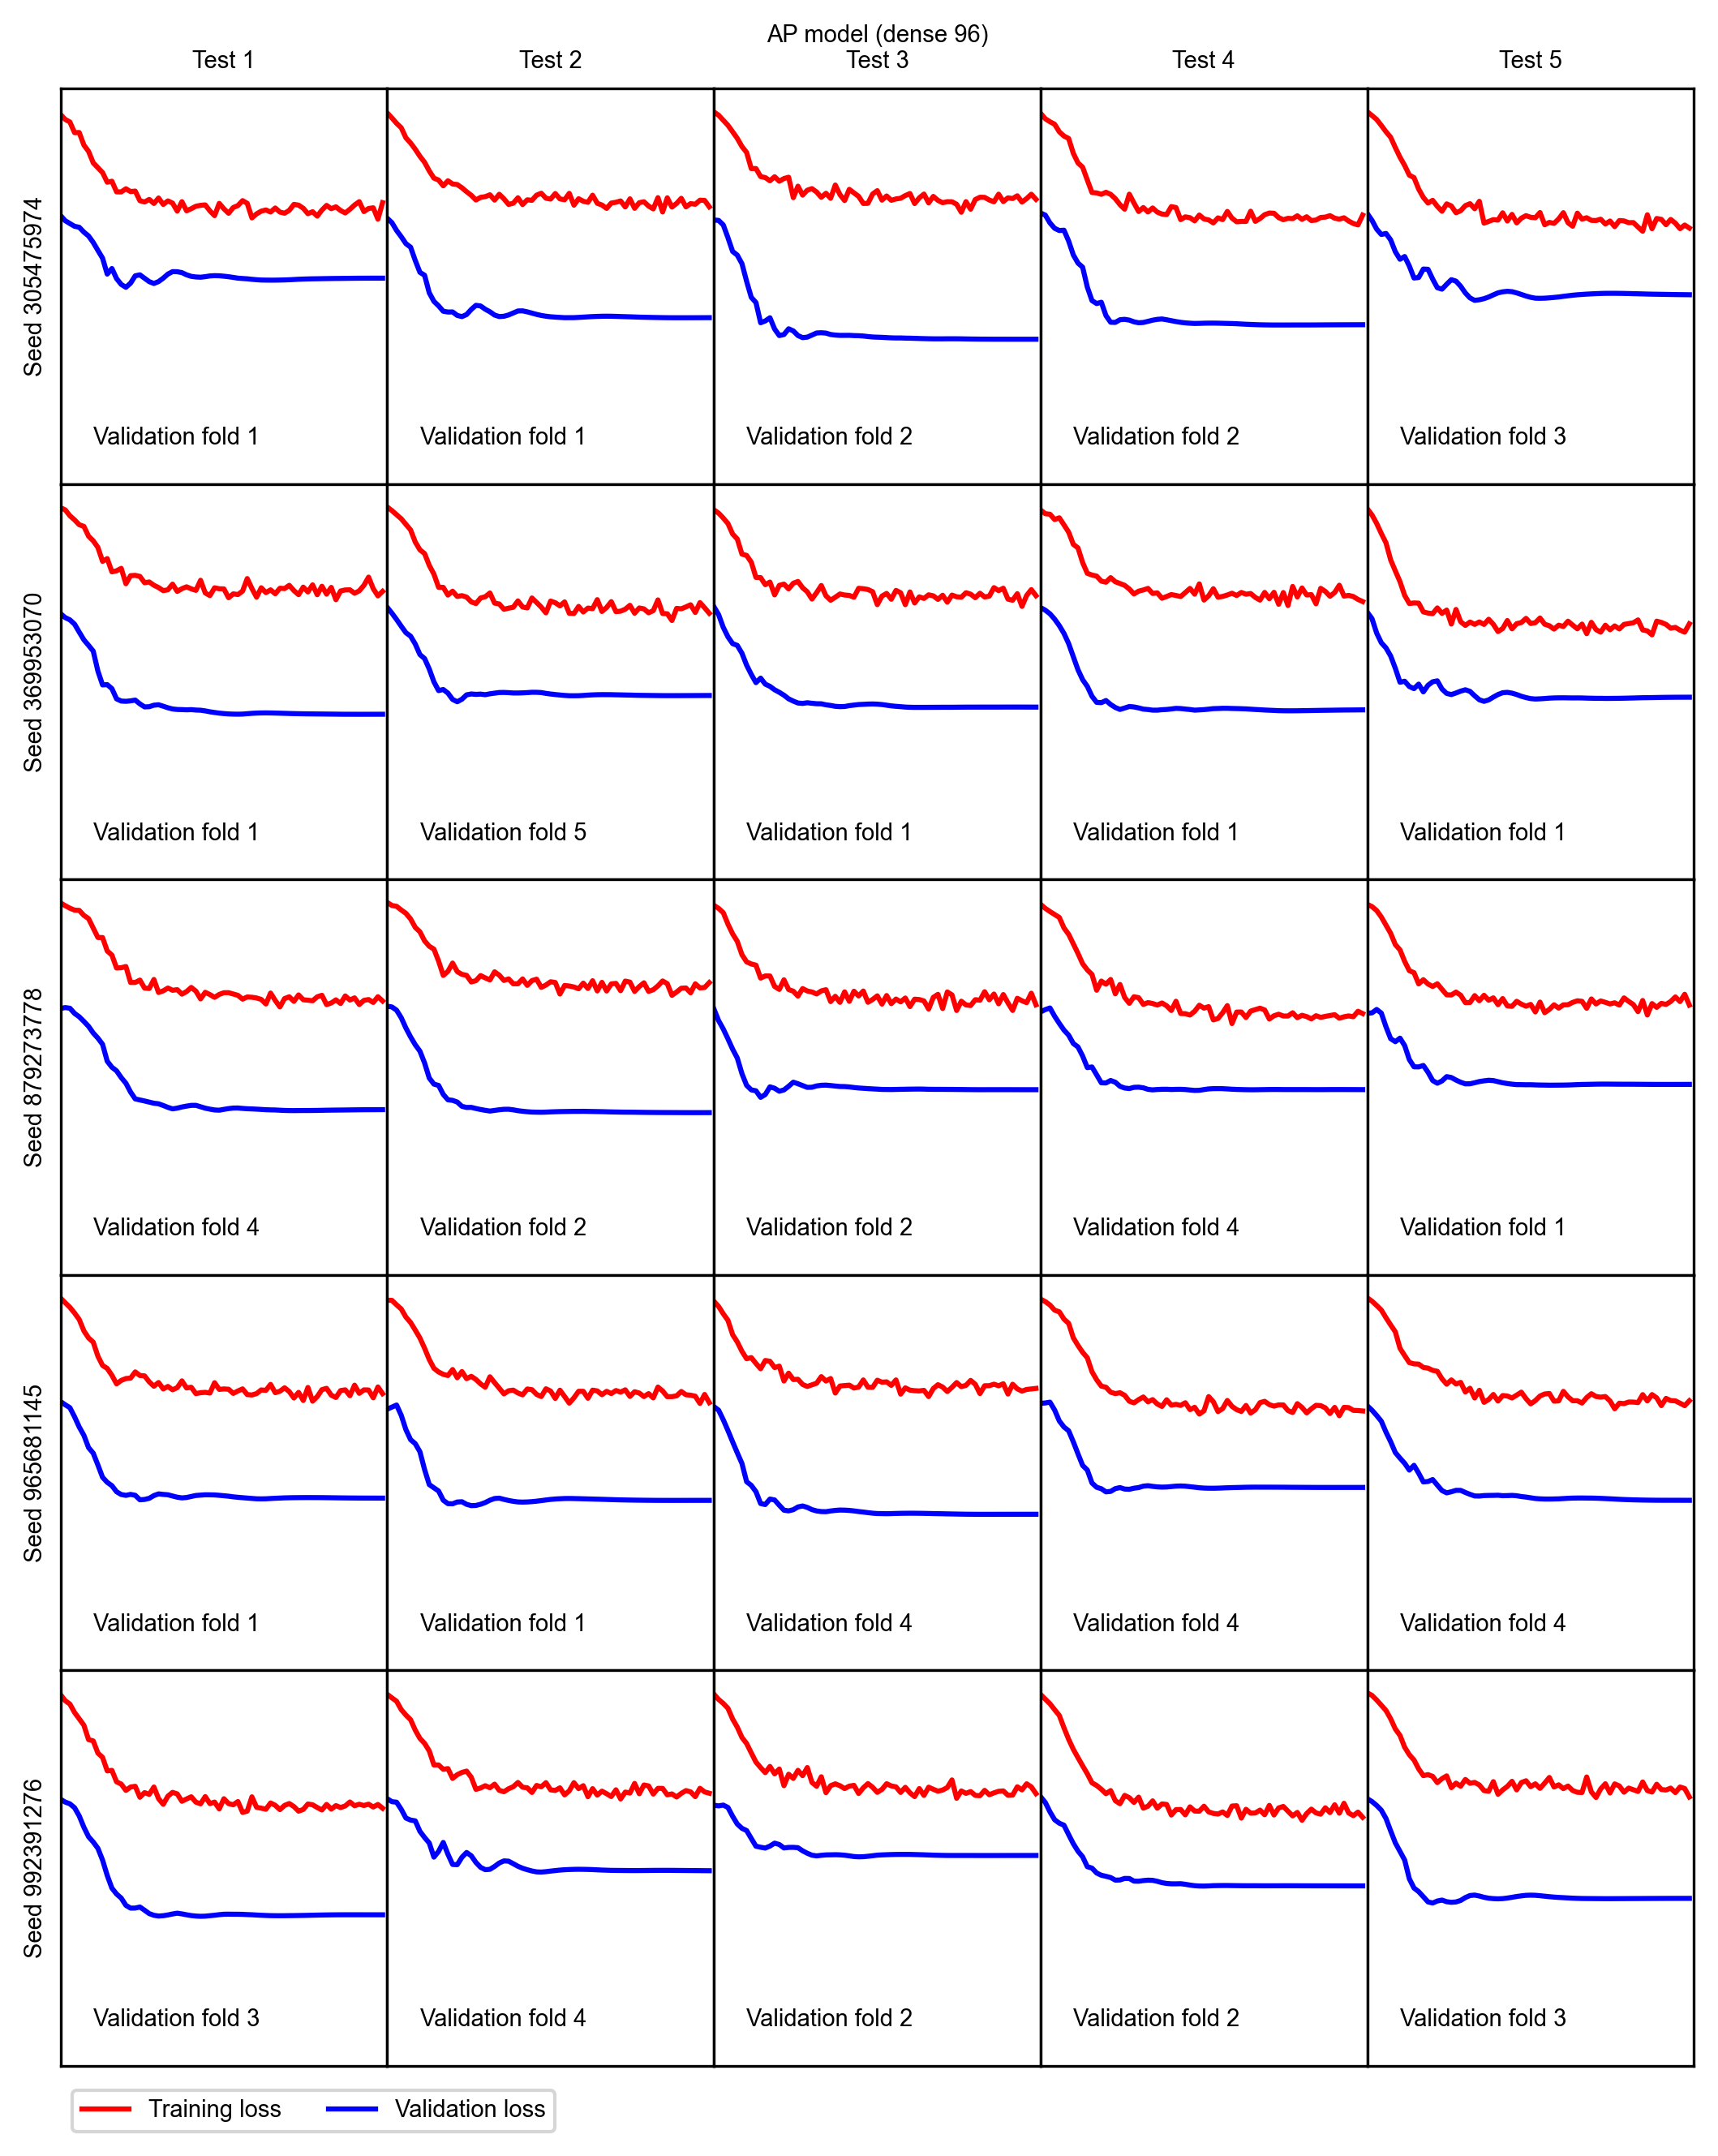 AP model (dense 96)
Test 1 Test 2 Test 3 Test 4 Test 5
Seed 305475974
Validation fold 1 Validation fold 1 Validation fold 2 Validation fold 2 Validation fold 3
Seed 369953070
Validation fold 1 Validation fold 5 Validation fold 1 Validation fold 1 Validation fold 1
Seed 879273778
Validation fold 4 Validation fold 2 Validation fold 2 Validation fold 4 Validation fold 1
Seed 965681145
Validation fold 1 Validation fold 1 Validation fold 4 Validation fold 4 Validation fold 4
Seed 992391276
Validation fold 3 Validation fold 4 Validation fold 2 Validation fold 2 Validation fold 3
Training loss Validation loss